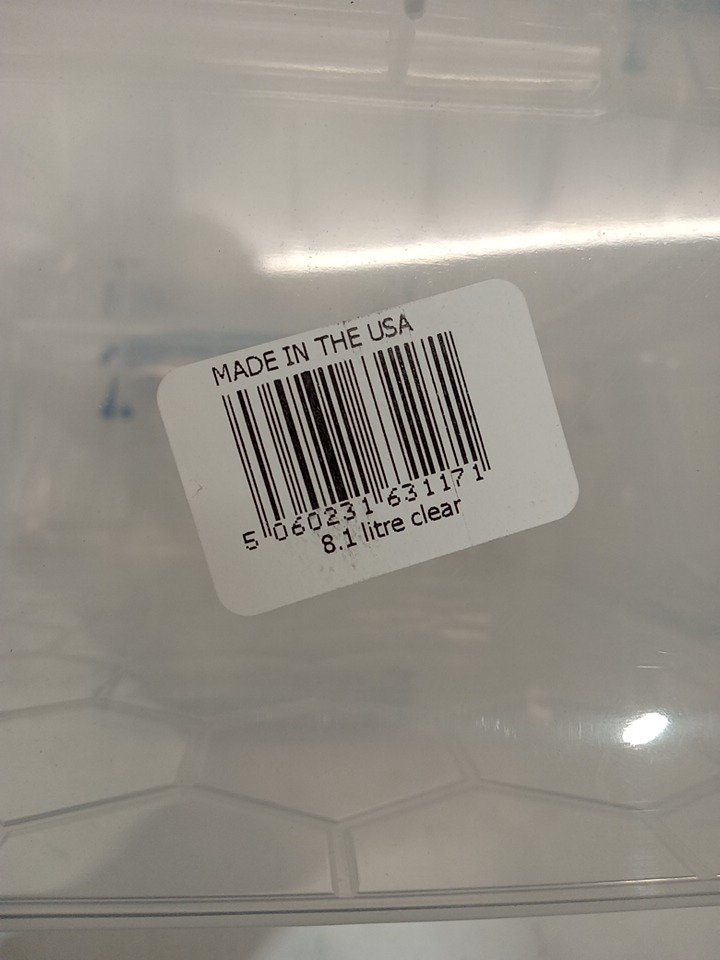 MADE IN THE USA
5 060231 631171
8.1 litre clear